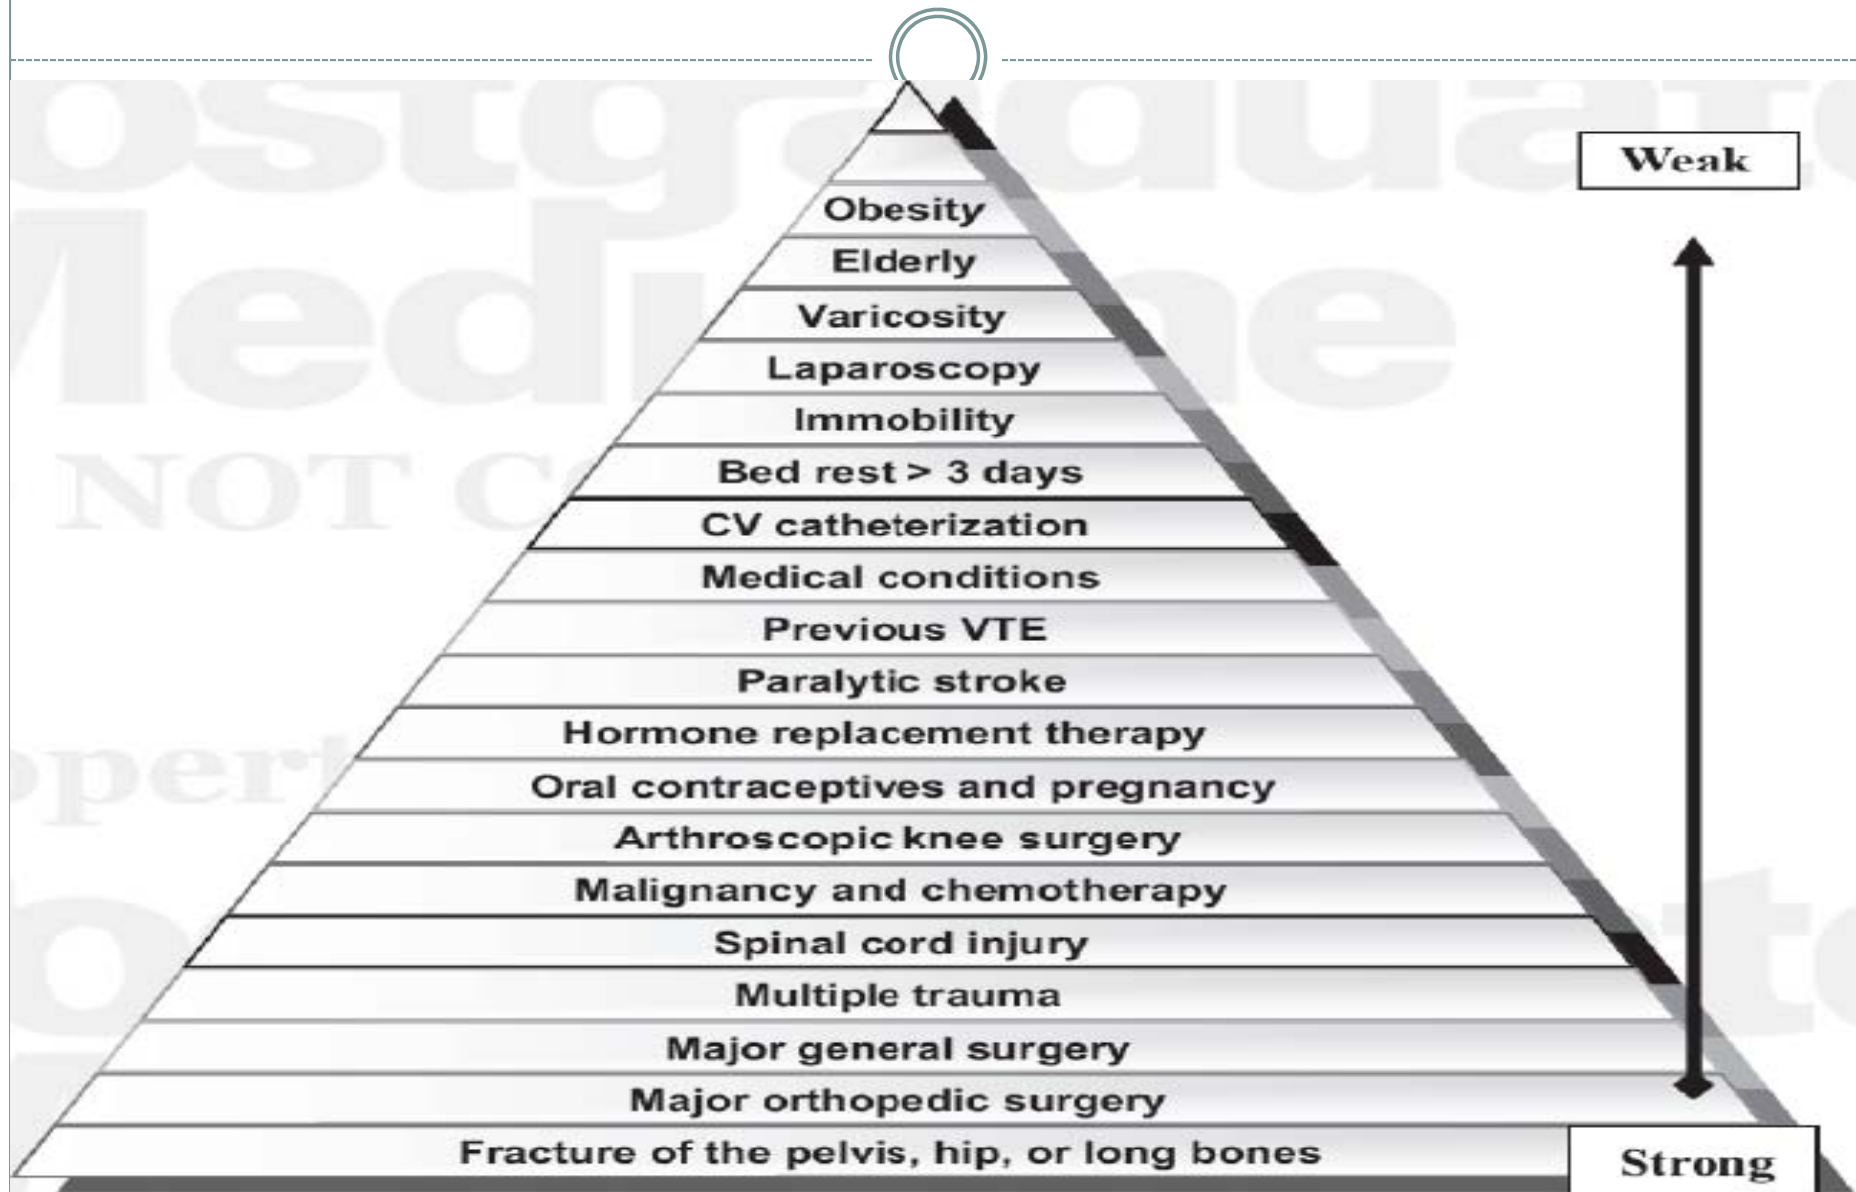 ostgraduate
Weak
Obesity
Elderly
Varicosity
Laparoscopy
Immobility
Bed rest > 3 days
NOT
CV catheterization
Medical conditions
Previous VTE
Paralytic stroke
Hormone replacement therapy
Oral contraceptives and pregnancy
Arthroscopic knee surgery
Malignancy and chemotherapy
Spinal cord injury
Multiple trauma
Major general surgery
Major orthopedic surgery
Fracture of the pelvis, hip, or long bones
Strong